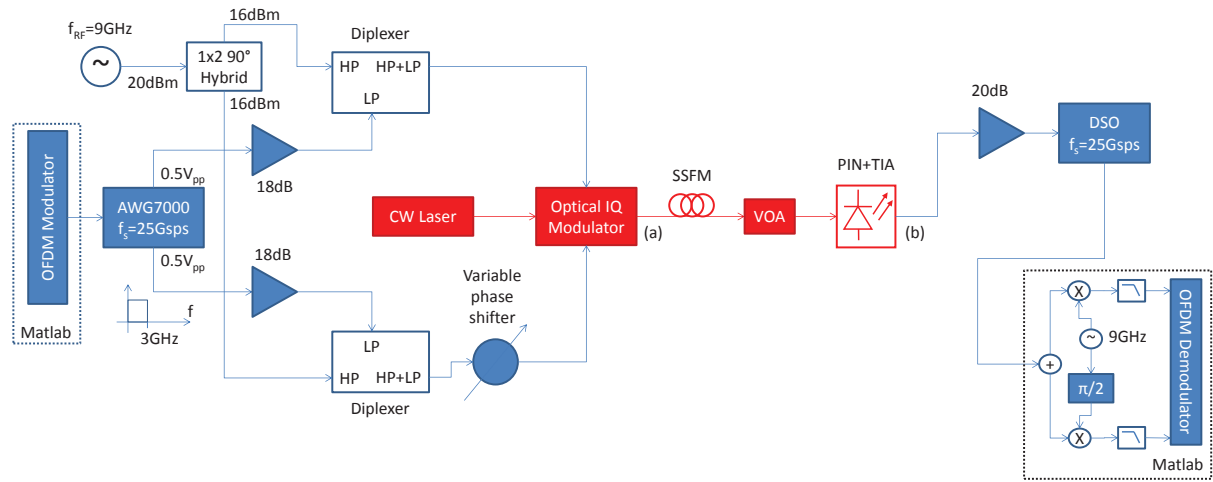 f_RF=9GHz
~
20dBm
16dBm
1x2 90°
Hybrid
16dBm
Diplexer
HP HP+LP
LP
OFDM Modulator
Matlab
AWG7000
f_s=25Gsps
0.5V_pp
0.5V_pp
18dB
18dB
f
3GHz
LP
HP HP+LP
Diplexer
Variable
phase
shifter
CW Laser
Optical IQ
Modulator
(a)
SSFM
VOA
PIN+TIA
(b)
20dB
DSO
f_s=25Gsps
X
~
9GHz
+
π/2
X
OFDM Demodulator
Matlab